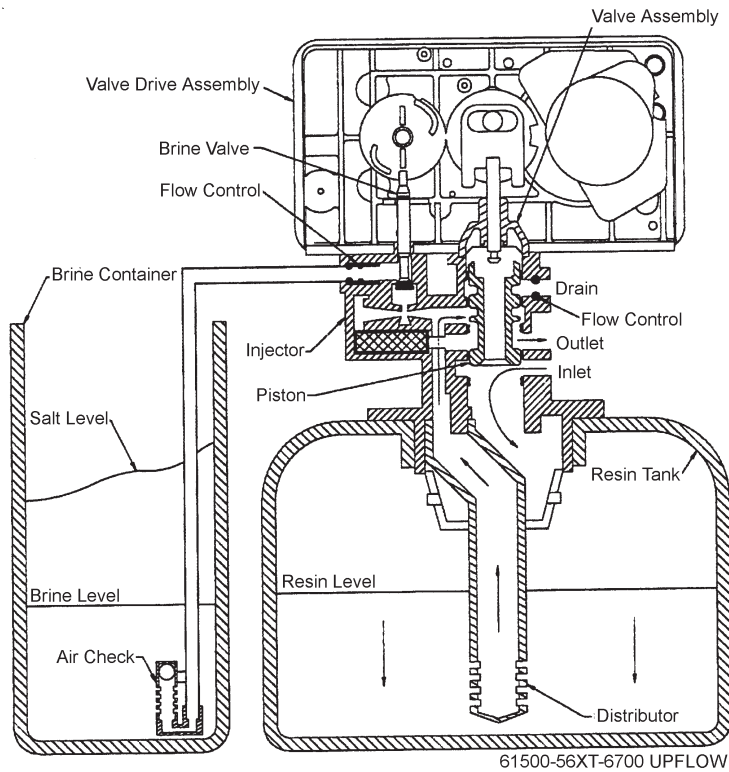 Valve Assembly
Valve Drive Assembly
Brine Valve
Flow Control
Brine Container
Drain
Flow Control
Injector
Outlet
Inlet
Piston
Salt Level
Resin Tank
Brine Level
Resin Level
Air Check
Distributor
61500-56XT-6700 UPFLOW